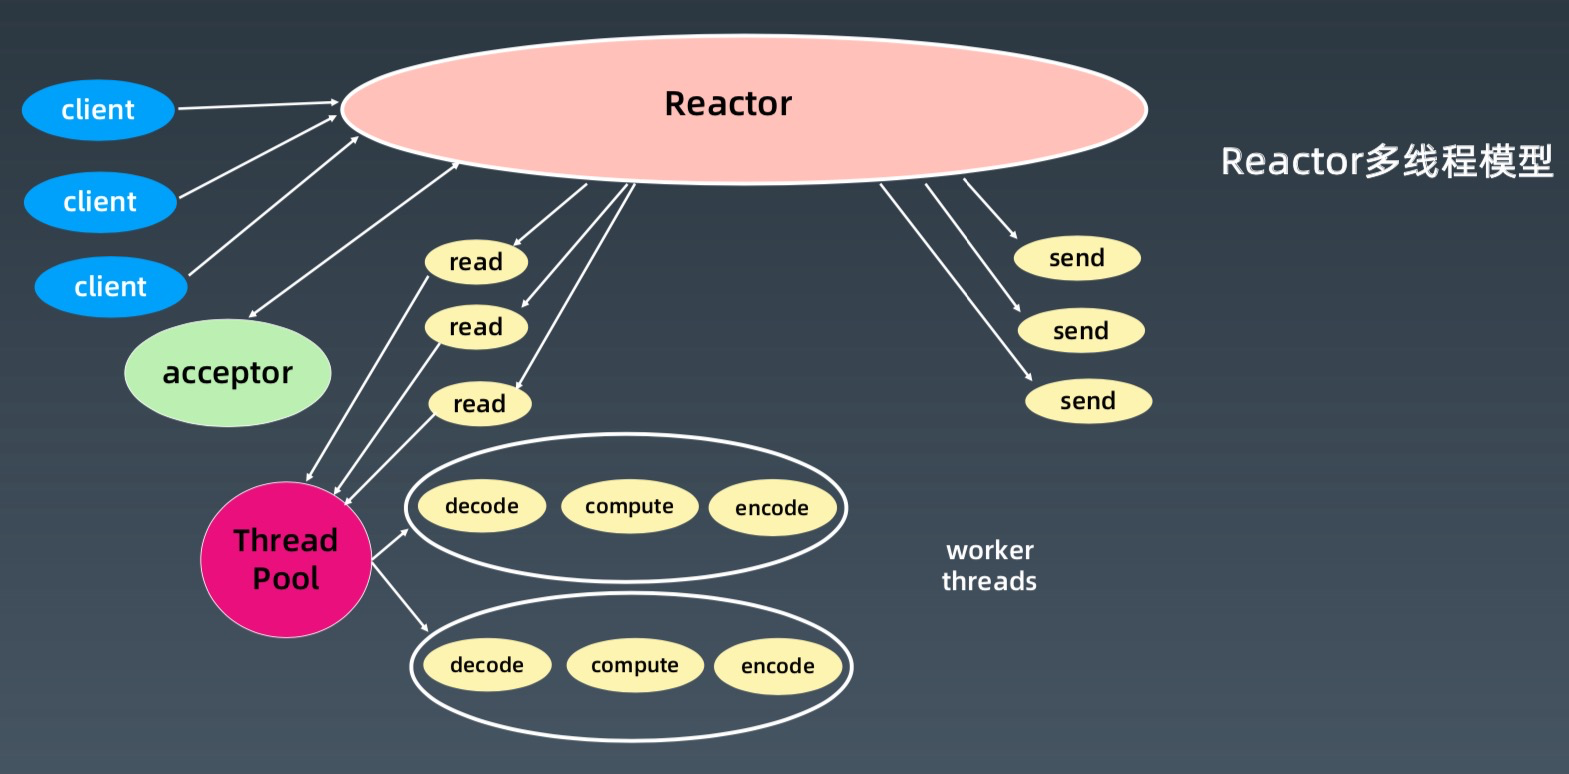 Reactor
client
Reactor多线程模型
client
client
read
send
read
send
acceptor
read
send
decode
compute
encode
Thread
Pool
worker
threads
decode
compute
encode